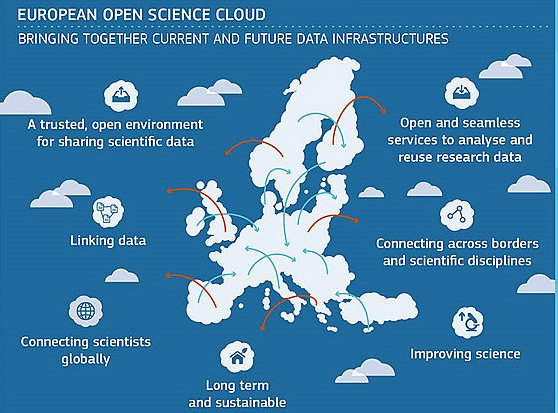 EUROPEAN OPEN SCIENCE CLOUD
BRINGING TOGETHER CURRENT AND FUTURE DATA INFRASTRUCTURES
A trusted, open environment
for sharing scientific data
Open and seamless
services to analyse and
reuse research data
Linking data
Connecting across borders
and scientific disciplines
Connecting scientists
globally
Improving science
Long term
and sustainable